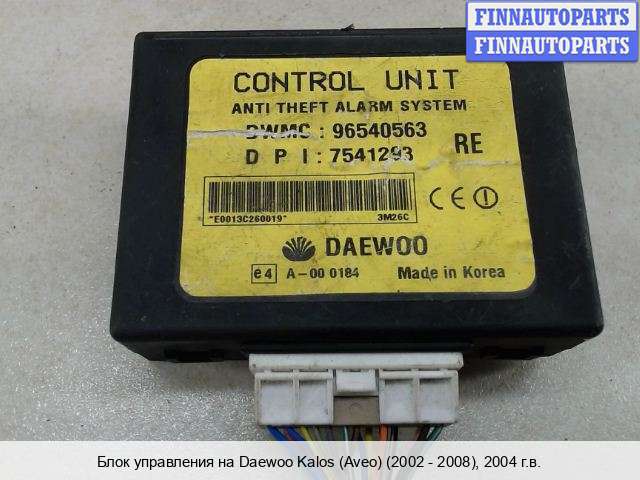 FINNAUTOPARTS
FINNAUTOPARTS
CONTROL UNIT
ANTI THEFT ALARM SYSTEM
DWMC : 96540563
D P I : 7541293
RE
"E0013C260019"
3M26C
CE
DAEWOO
e4 A-00 0184 Made in Korea
Блок управления на Daewoo Kalos (Aveo) (2002 - 2008), 2004 г.в.